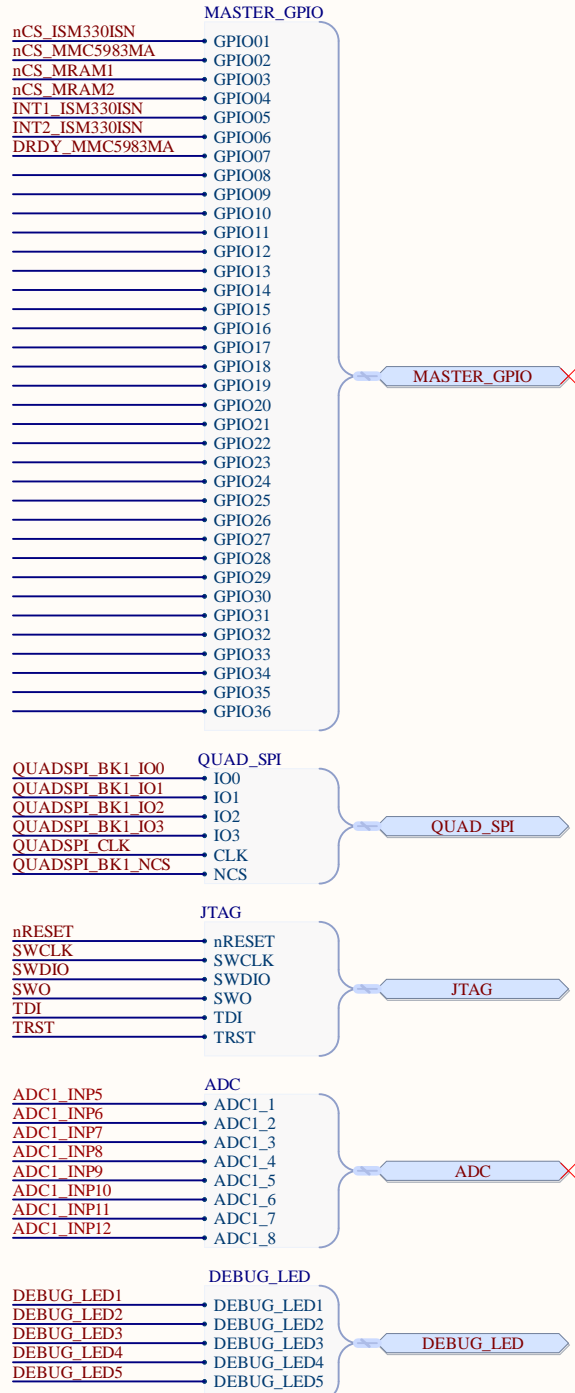 MASTER_GPIO
nCS_ISM330ISN GPIO01
nCS_MMC5983MA GPIO02
nCS_MRAM1 GPIO03
nCS_MRAM2 GPIO04
INT1_ISM330ISN GPIO05
INT2_ISM330ISN GPIO06
DRDY_MMC5983MA GPIO07
GPIO08
GPIO09
GPIO10
GPIO11
GPIO12
GPIO13
GPIO14
GPIO15
GPIO16
GPIO17
GPIO18
MASTER_GPIO
GPIO19
GPIO20
GPIO21
GPIO22
GPIO23
GPIO24
GPIO25
GPIO26
GPIO27
GPIO28
GPIO29
GPIO30
GPIO31
GPIO32
GPIO33
GPIO34
GPIO35
GPIO36
QUAD_SPI
QUADSPI_BK1_IO0 IO0
QUADSPI_BK1_IO1 IO1
QUADSPI_BK1_IO2 IO2
QUADSPI_BK1_IO3 IO3
QUAD_SPI
QUADSPI_CLK CLK
QUADSPI_BK1_NCS NCS
JTAG
nRESET nRESET
SWCLK SWCLK
SWDIO SWDIO
JTAG
SWO SWO
TDI TDI
TRST TRST
ADC
ADC1_INP5 ADC1_1
ADC1_INP6 ADC1_2
ADC1_INP7 ADC1_3
ADC1_INP8 ADC1_4
ADC
ADC1_INP9 ADC1_5
ADC1_INP10 ADC1_6
ADC1_INP11 ADC1_7
ADC1_INP12 ADC1_8
DEBUG_LED
DEBUG_LED1 DEBUG_LED1
DEBUG_LED2 DEBUG_LED2
DEBUG_LED3 DEBUG_LED3
DEBUG_LED
DEBUG_LED4 DEBUG_LED4
DEBUG_LED5 DEBUG_LED5